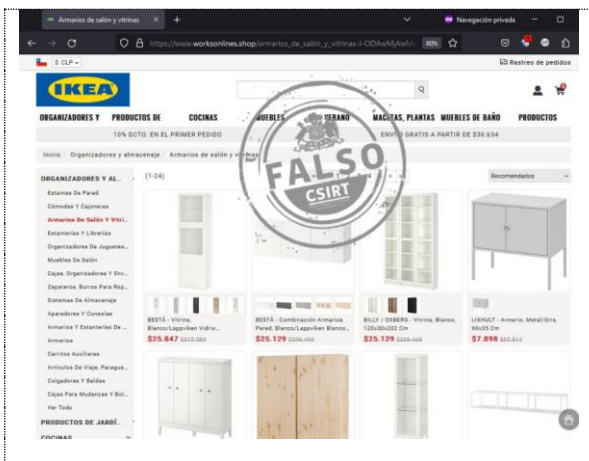 Armarios de salón y vitrinas
Navegación privada
https://www.worksonlines.shop/armarios_de_salón_y_vitrinas-
80%
$ CLP
Rastreo de pedidos
IKEA
ORGANIZADORES Y PRODUCTOS DE COCINAS MUEBLES VERANO MACETAS, PLANTAS MUEBLES DE BAÑO PRODUCTOS
10% DCTO. EN EL PRIMER PEDIDO
ENVÍO GRATIS A PARTIR DE $30.634
Inicio / Organizadores y almacenaje / Armarios de salón y vitrinas
FALSO
CSIRT
ORGANIZADORES Y AL...
(1-24)
Recomendados
Estantes De Pared
Cómodas Y Cajoneras
Armarios De Salón Y Vitri...
Estanterías Y Librerías
Organizadores De Juguetes...
Muebles De Salón
Cajas, Organizadores Y Env...
Zapateros, Burros Para Rop...
Sistemas De Almacenaje
Aparadores Y Consolas
Armarios Y Estanterías De ...
Armarios
Carritos Auxiliares
Artículos De Viaje, Paragua...
Colgadores Y Baldas
Cajas Para Mudanzas Y Bol...
Ver Todo
PRODUCTOS DE JARDÍ...
COCINAS
BESTÅ - Vitrina,
Blanco/Lappviken Vidrio...
$25.847
BESTÅ - Combinación Armarios
Pared, Blanco/Lappviken Blanco...
$25.129
BILLY / OXBERG - Vitrina, Blanco,
120x30x202 Cm
$25.129
LIXHULT - Armario, Metal/Gris,
60x35 Cm
$7.898